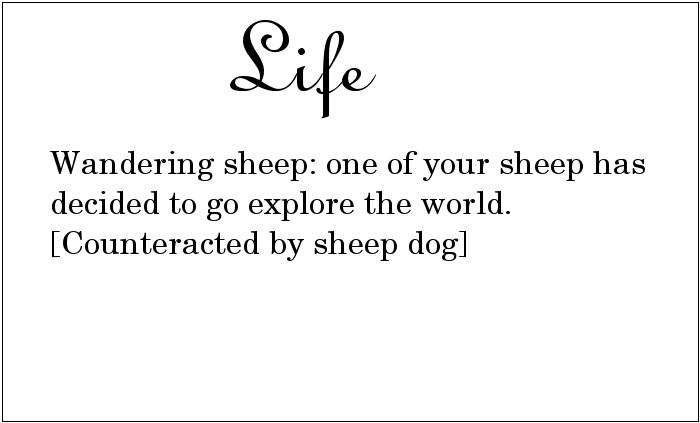 Life
Wandering sheep: one of your sheep has
decided to go explore the world.
[Counteracted by sheep dog]